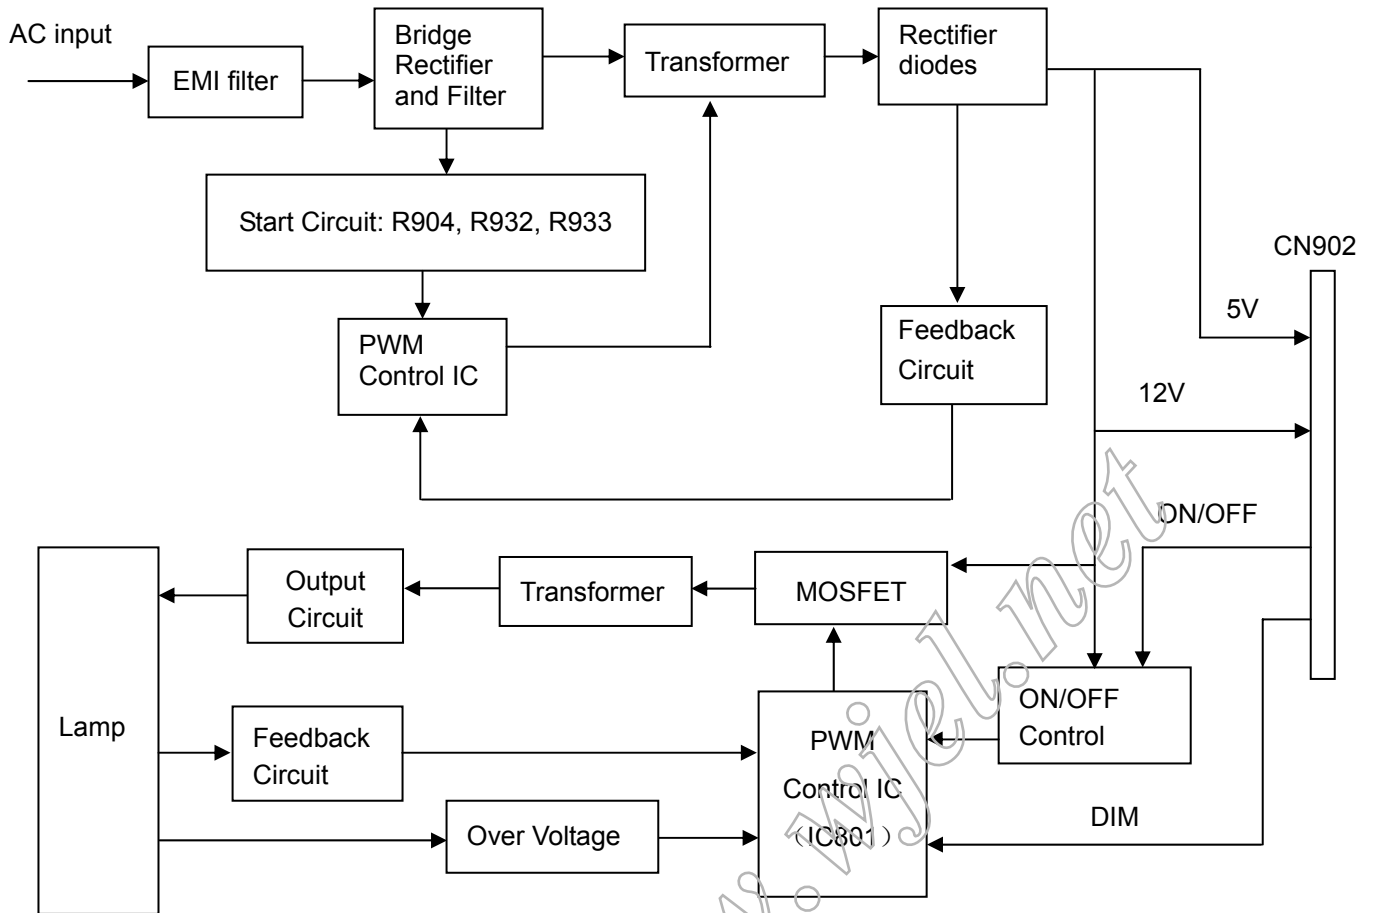 AC input
EMI filter
Bridge
Rectifier
and Filter
Transformer
Rectifier
diodes
Start Circuit: R904, R932, R933
CN902
5V
PWM
Control IC
Feedback
Circuit
12V
ON/OFF
Output
Circuit
Transformer
MOSFET
Lamp
Feedback
Circuit
PWM
Control IC
（IC801）
ON/OFF
Control
Over Voltage
DIM
w.wjel.net